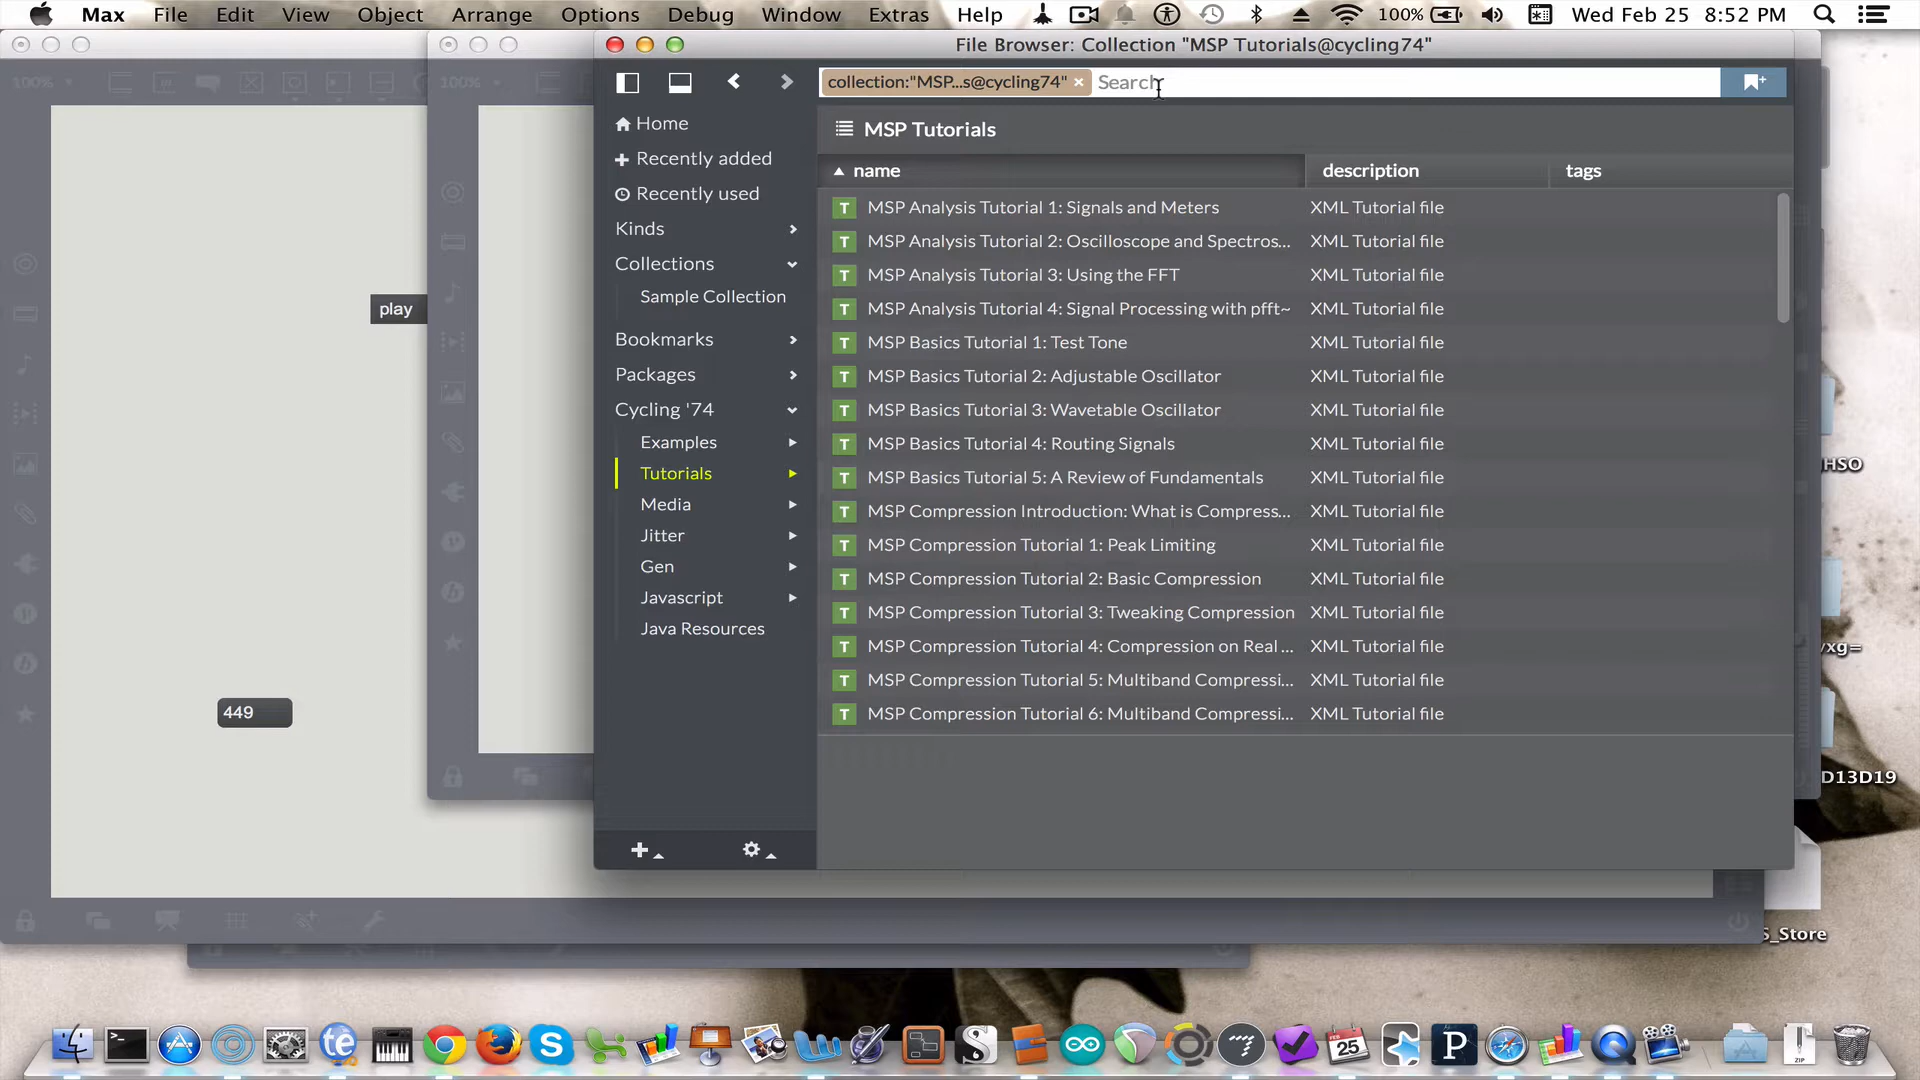 Max File Edit View Object Arrange Options Debug Window Extras Help 100% Wed Feb 25 8:52 PM
File Browser: Collection "MSP Tutorials@cycling74"
100% 100%
collection:"MSP...s@cycling74" × Search
Home
MSP Tutorials
Recently added
name description tags
Recently used
MSP Analysis Tutorial 1: Signals and Meters XML Tutorial file
Kinds
MSP Analysis Tutorial 2: Oscilloscope and Spectros... XML Tutorial file
Collections
MSP Analysis Tutorial 3: Using the FFT XML Tutorial file
Sample Collection
play
MSP Analysis Tutorial 4: Signal Processing with pfft~ XML Tutorial file
Bookmarks
MSP Basics Tutorial 1: Test Tone XML Tutorial file
Packages
MSP Basics Tutorial 2: Adjustable Oscillator XML Tutorial file
Cycling '74
MSP Basics Tutorial 3: Wavetable Oscillator XML Tutorial file
Examples
MSP Basics Tutorial 4: Routing Signals XML Tutorial file
Tutorials
MSP Basics Tutorial 5: A Review of Fundamentals XML Tutorial file
Media
MSP Compression Introduction: What is Compress... XML Tutorial file
Jitter
MSP Compression Tutorial 1: Peak Limiting XML Tutorial file
Gen
MSP Compression Tutorial 2: Basic Compression XML Tutorial file
Javascript
MSP Compression Tutorial 3: Tweaking Compression XML Tutorial file
Java Resources
MSP Compression Tutorial 4: Compression on Real ... XML Tutorial file
MSP Compression Tutorial 5: Multiband Compressi... XML Tutorial file
MSP Compression Tutorial 6: Multiband Compressi... XML Tutorial file
449
HSO
vxg=
D13D19
S_Store
25
ZIP